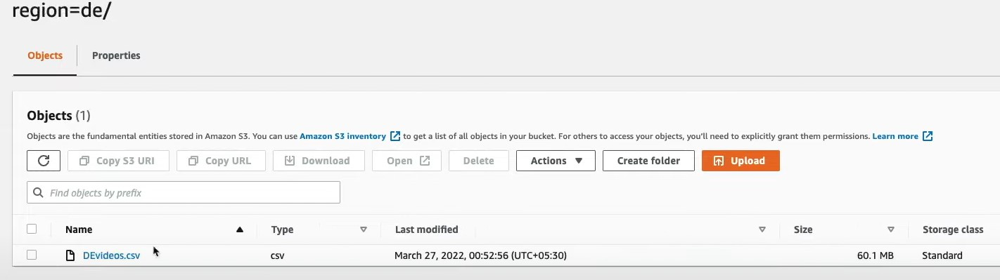 region=de/
Objects Properties
Objects (1)
Objects are the fundamental entities stored in Amazon S3. You can use Amazon S3 inventory to get a list of all objects in your bucket. For others to access your objects, you'll need to explicitly grant them permissions. Learn more
Copy S3 URI Copy URL Download Open Delete Actions Create folder Upload
Find objects by prefix
Name Type Last modified Size Storage class
DEvideos.csv csv March 27, 2022, 00:52:56 (UTC+05:30) 60.1 MB Standard